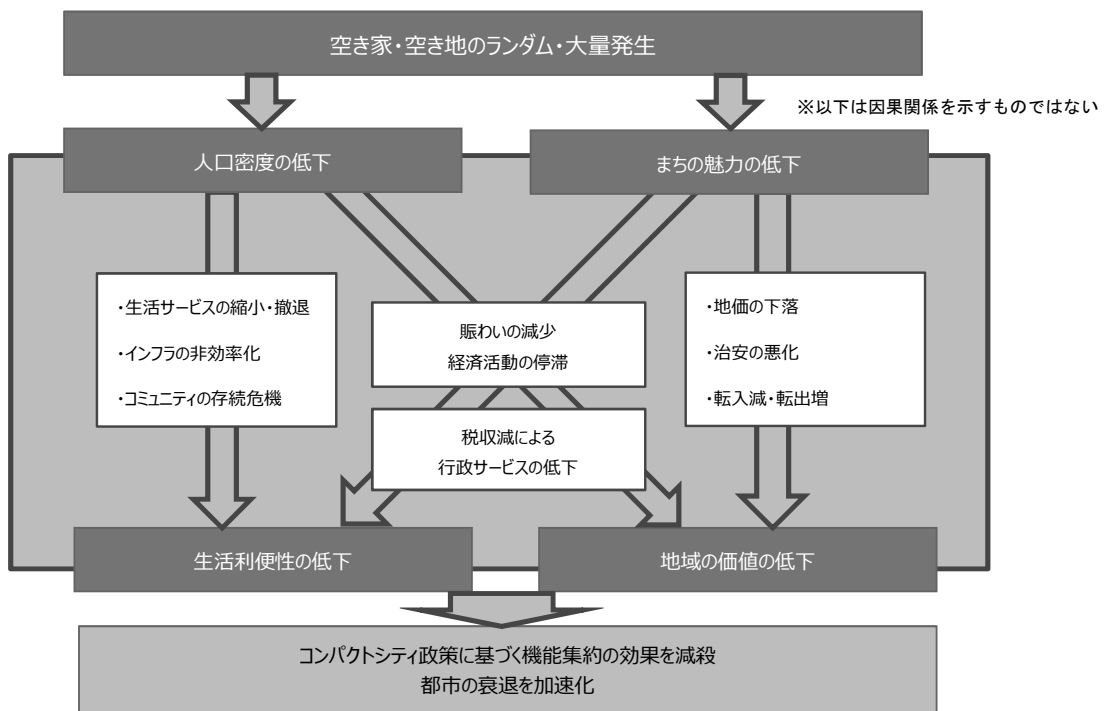 空き家・空き地のランダム・大量発生
※以下は因果関係を示すものではない
人口密度の低下
まちの魅力の低下
・生活サービスの縮小・撤退
・インフラの非効率化
・コミュニティの存続危機
賑わいの減少
経済活動の停滞
税収減による
行政サービスの低下
・地価の下落
・治安の悪化
・転入減・転出増
生活利便性の低下
地域の価値の低下
コンパクトシティ政策に基づく機能集約の効果を減殺
都市の衰退を加速化